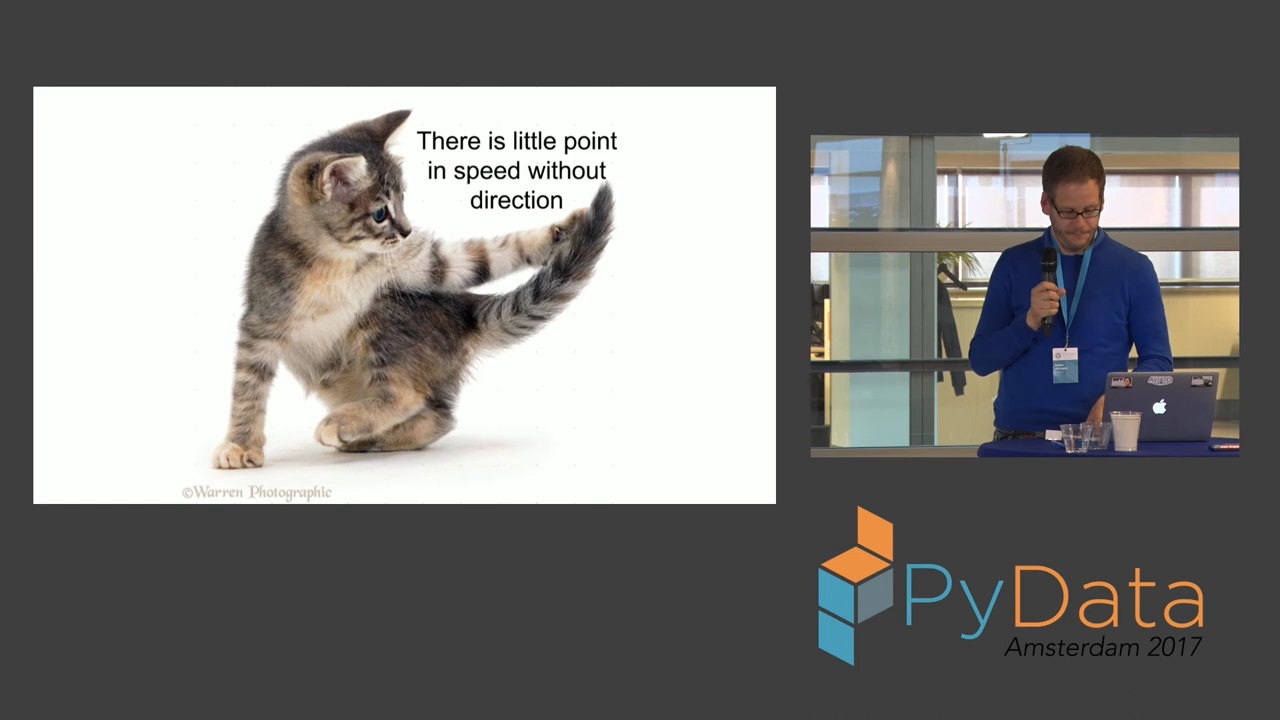 There is little point
in speed without
direction
©Warren Photographic
PyData
Amsterdam 2017